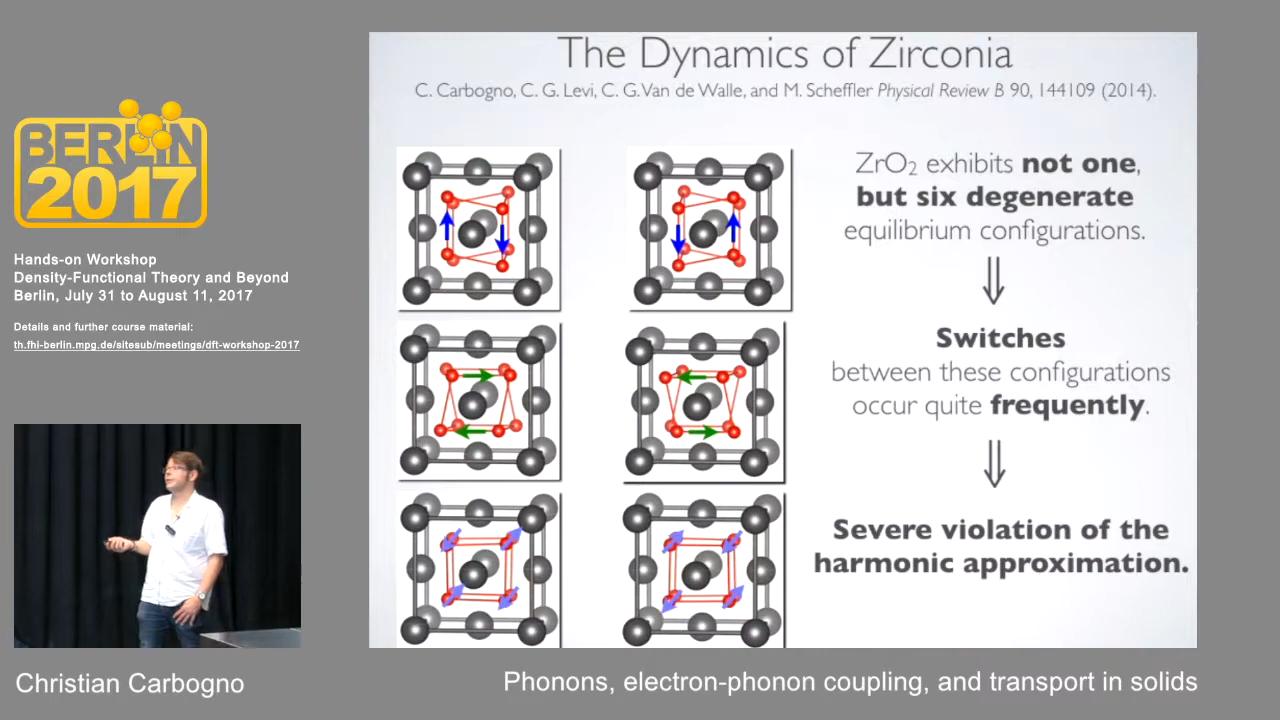 The Dynamics of Zirconia
C. Carbogno, C. G. Levi, C. G. Van de Walle, and M. Scheffler Physical Review B 90, 144109 (2014).
BERLIN
2017
Hands-on Workshop
Density-Functional Theory and Beyond
Berlin, July 31 to August 11, 2017
Details and further course material:
th.fhi-berlin.mpg.de/sitesub/meetings/dft-workshop-2017
ZrO₂ exhibits not one,
but six degenerate
equilibrium configurations.
Switches
between these configurations
occur quite frequently.
Severe violation of the
harmonic approximation.
Christian Carbogno
Phonons, electron-phonon coupling, and transport in solids